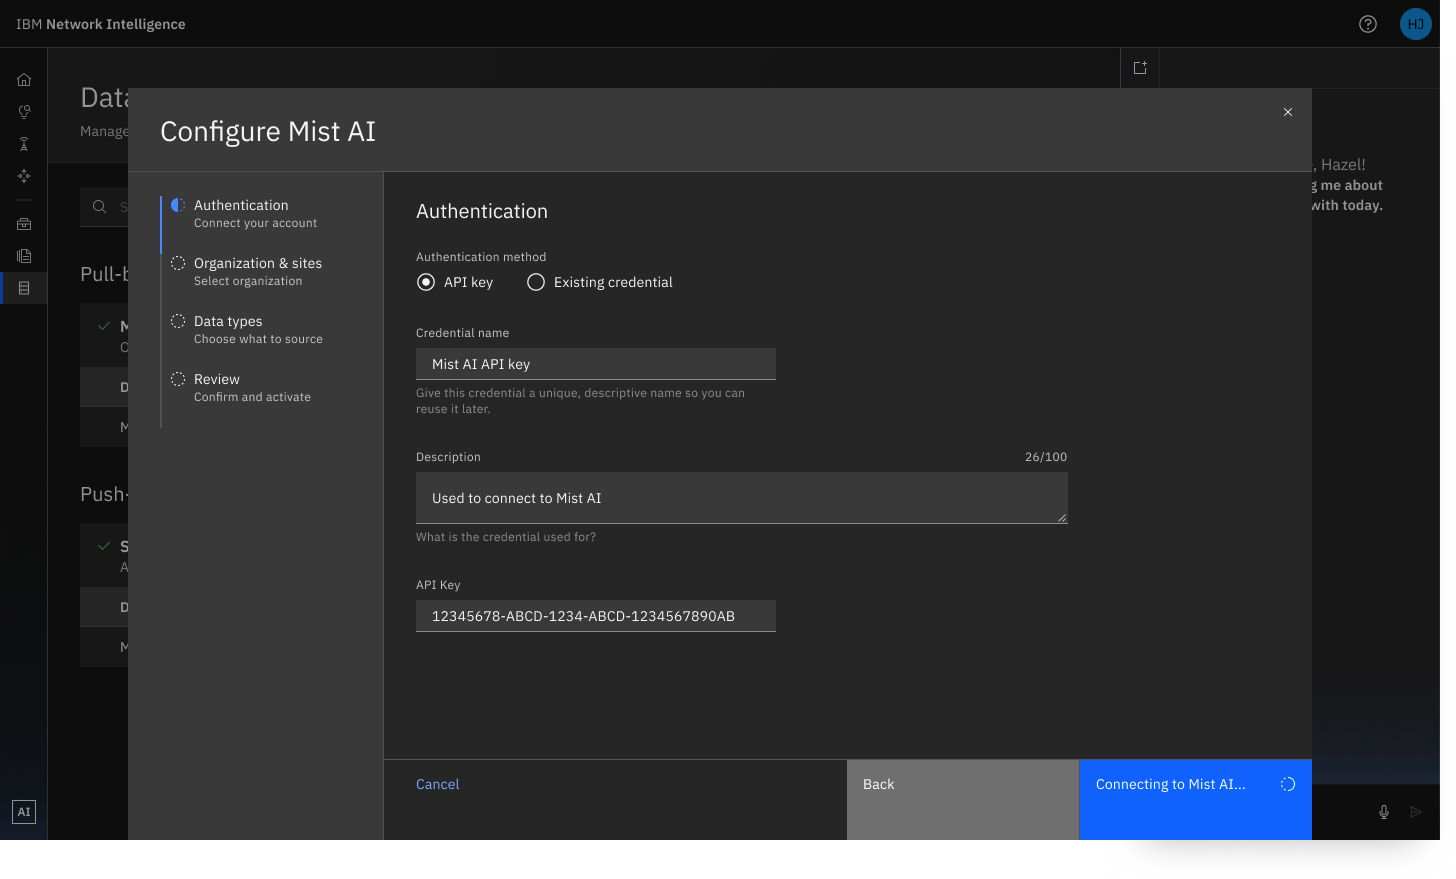 IBM Network Intelligence
HJ
Data
Manage
Configure Mist AI
, Hazel!
me about
with today.
Authentication
Connect your account
Organization & sites
Select organization
Data types
Choose what to source
Review
Confirm and activate
Authentication
Authentication method
API key
Existing credential
Credential name
Mist AI API key
Give this credential a unique, descriptive name so you can
reuse it later.
Description
26/100
Used to connect to Mist AI
What is the credential used for?
API Key
12345678-ABCD-1234-ABCD-1234567890AB
S
Pull-b
M
O
D
M
Push-
S
A
D
M
Cancel
Back
Connecting to Mist AI...
AI